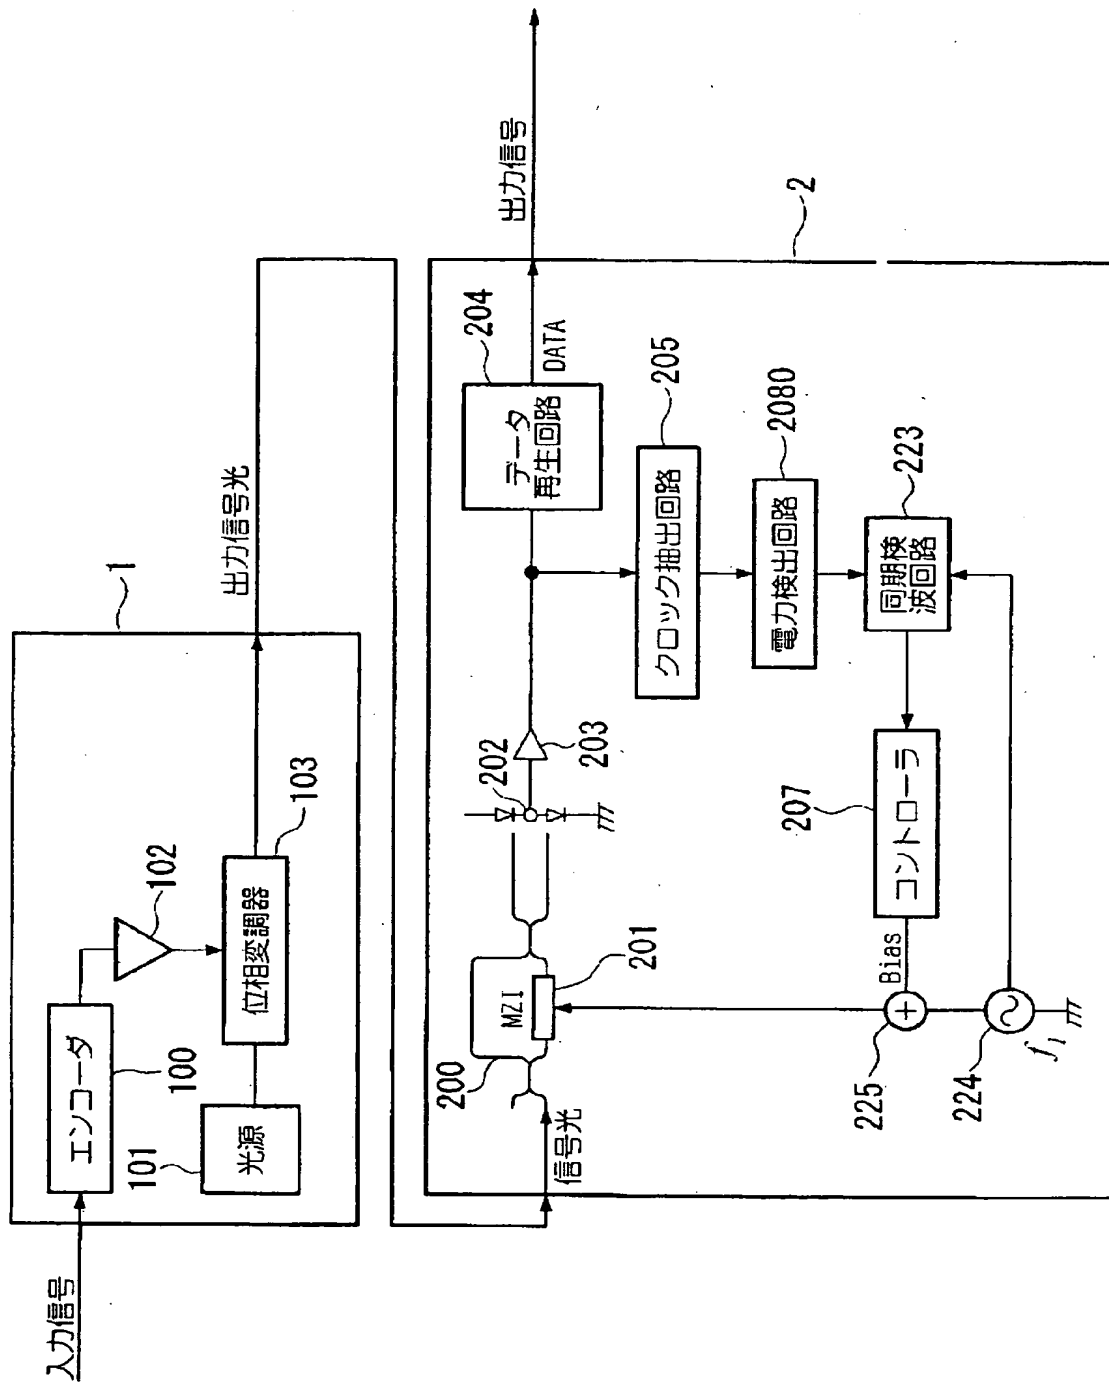 入力信号
エンコーダ
100
102
101
光源
位相変調器
103
1
出力信号光
信号光
200
MZI
201
202
203
データ
再生回路
204
DATA
出力信号
2
クロック抽出回路
205
電力検出回路
2080
同期検
波回路
223
コントローラ
207
Bias
225
224
f1